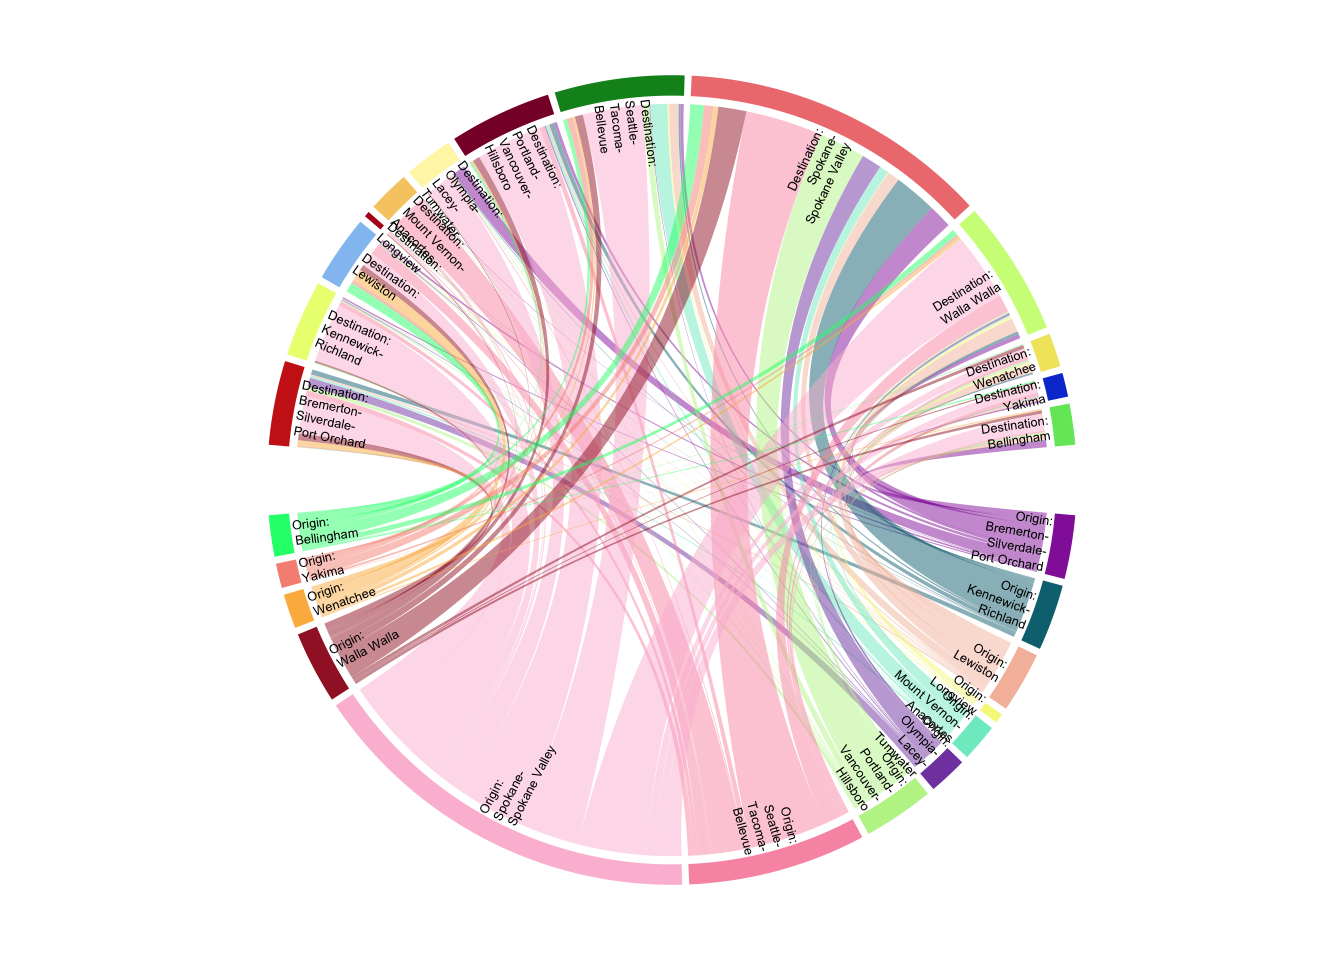 Destination:
Seattle-
Tacoma-
Bellevue
Destination:
Spokane-
Spokane Valley
Destination:
Walla Walla
Destination:
Wenatchee
Destination:
Yakima
Destination:
Bellingham
Origin:
Bremerton-
Silverdale-
Port Orchard
Origin:
Kennewick-
Richland
Origin:
Lewiston
Origin:
Longview
Origin:
Mount Vernon-
Anacortes
Origin:
Olympia-
Lacey-
Tumwater
Origin:
Portland-
Vancouver-
Hillsboro
Origin:
Seattle-
Tacoma-
Bellevue
Origin:
Spokane-
Spokane Valley
Origin:
Walla Walla
Origin:
Wenatchee
Origin:
Yakima
Origin:
Bellingham
Destination:
Bremerton-
Silverdale-
Port Orchard
Destination:
Kennewick-
Richland
Destination:
Lewiston
Destination:
Longview
Destination:
Mount Vernon-
Anacortes
Destination:
Olympia-
Lacey-
Tumwater
Destination:
Portland-
Vancouver-
Hillsboro